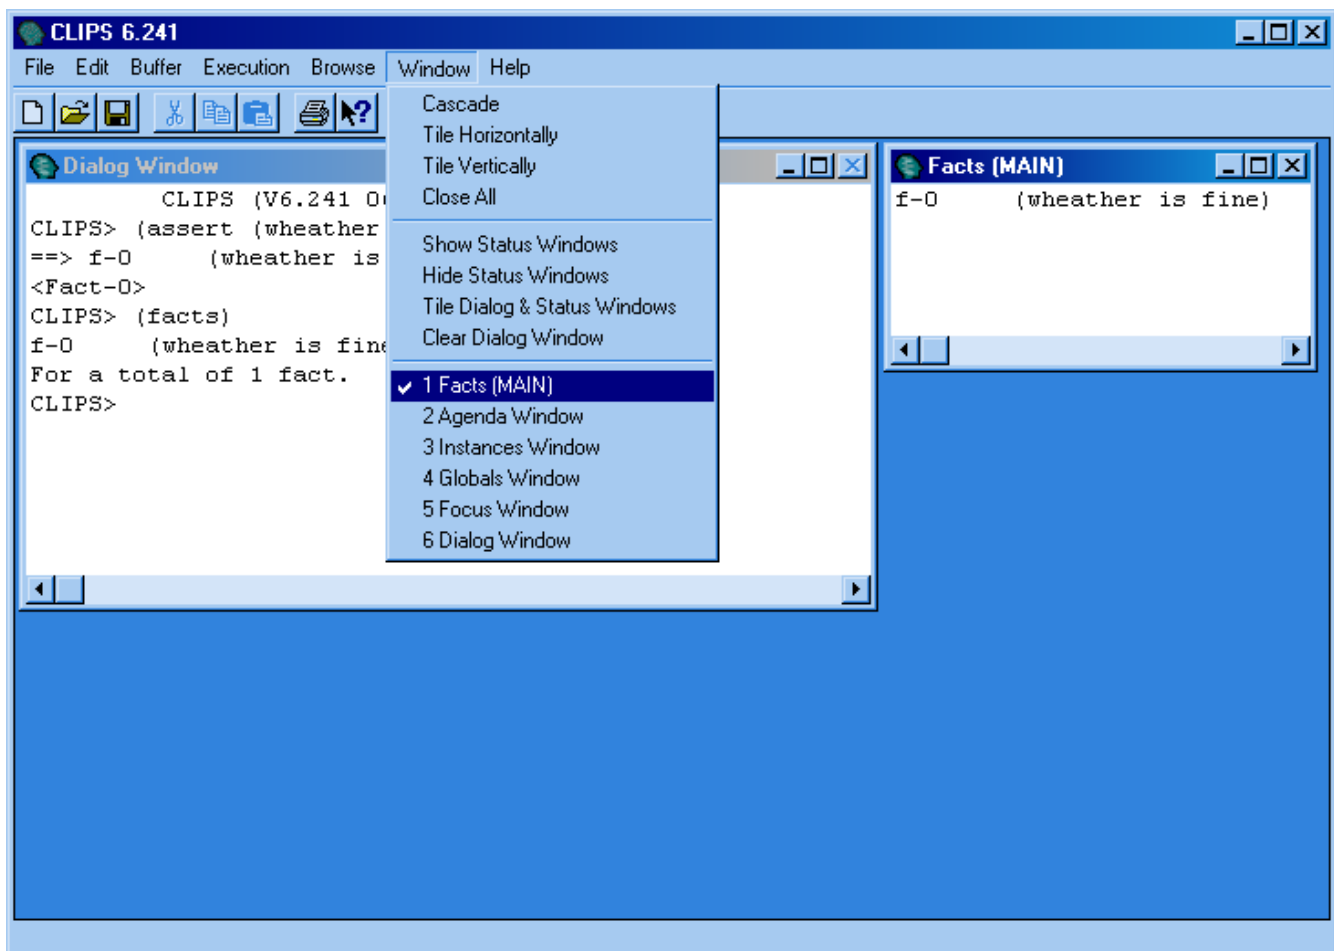 CLIPS 6.241
File Edit Buffer Execution Browse Window Help
Cascade
Tile Horizontally
Tile Vertically
Close All
Show Status Windows
Hide Status Windows
Tile Dialog & Status Windows
Clear Dialog Window
1 Facts (MAIN)
2 Agenda Window
3 Instances Window
4 Globals Window
5 Focus Window
6 Dialog Window
Dialog Window
CLIPS (V6.241
CLIPS> (assert (wheather
==> f-0 (wheather is
<Fact-0>
CLIPS> (facts)
f-0 (wheather is fine
For a total of 1 fact.
CLIPS>
Facts (MAIN)
f-0 (wheather is fine)